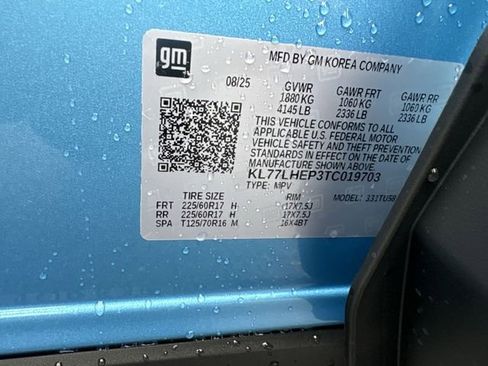 gm
MFD BY GM KOREA COMPANY
08/25 GVWR GAWR FRT GAWR RR
1880 KG 1060 KG 1060 KG
4145 LB 2336 LB 2336 LB
THIS VEHICLE CONFORMS TO ALL
APPLICABLE U.S. FEDERAL MOTOR
VEHICLE SAFETY AND THEFT
STANDARDS IN EFFECT ON THE DATE
OF MANUFACTURE SHOWN ABOVE.
KL77LHEP3TC019703
TYPE: MPV MODEL: 331TU58
TIRE SIZE RIM
FRT 225/60R17 H 17X7.5J
RR 225/60R17 H 17X7.5J
SPA T125/70R16 M 16X4BT